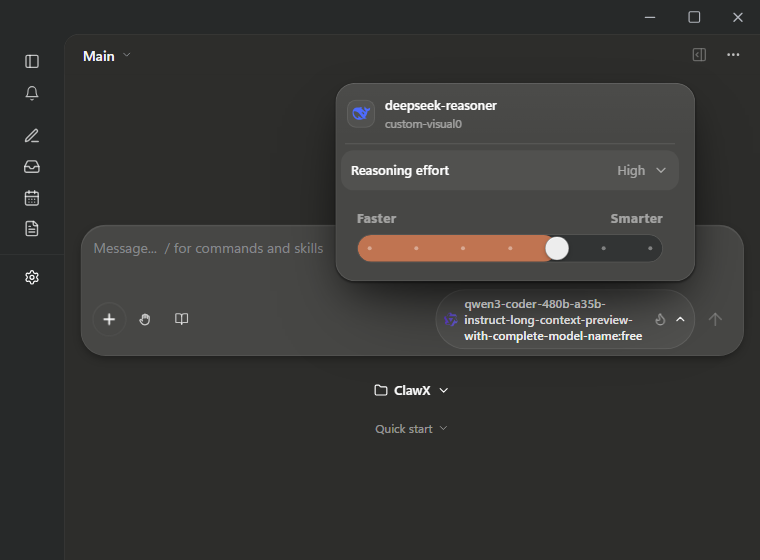 Main
deepseek-reasoner
custom-visual0
Reasoning effort
High
Faster
Smarter
Message... / for commands and skills
qwen3-coder-480b-a35b-
instruct-long-context-preview-
with-complete-model-name:free
ClawX
Quick start